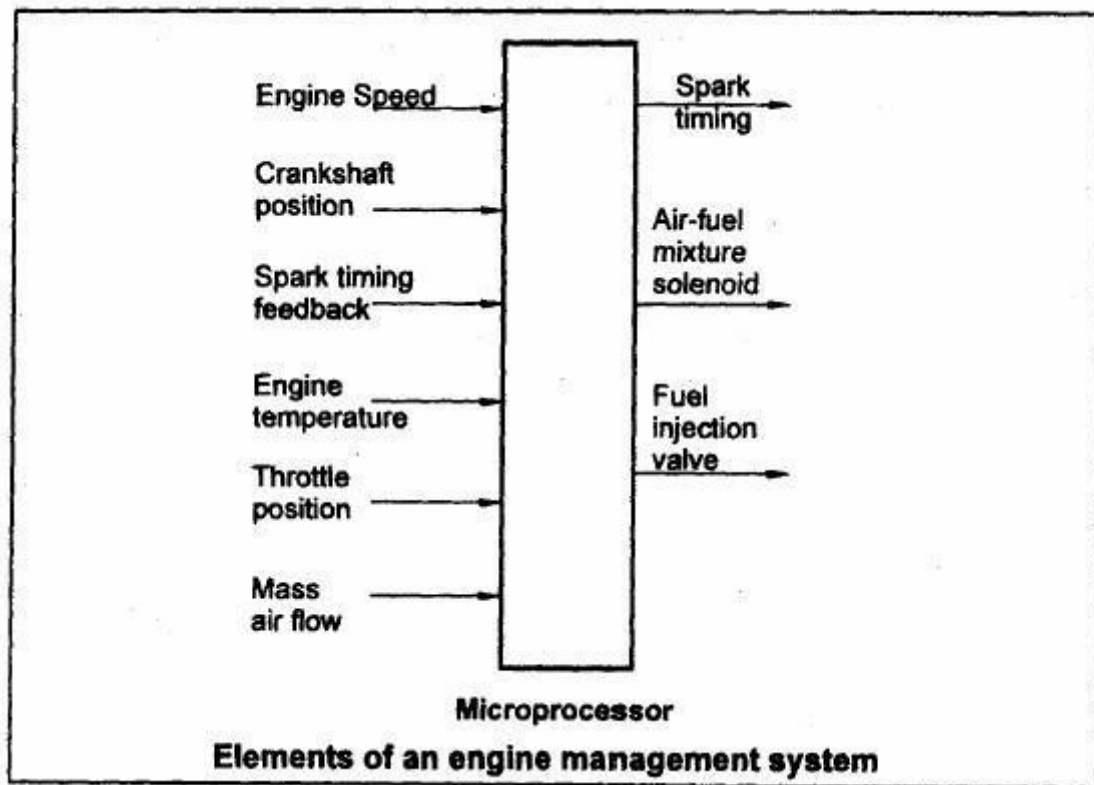 Engine Speed
Crankshaft
position
Spark timing
feedback
Engine
temperature
Throttle
position
Mass
air flow
Spark
timing
Air-fuel
mixture
solenoid
Fuel
injection
valve
Microprocessor
Elements of an engine management system